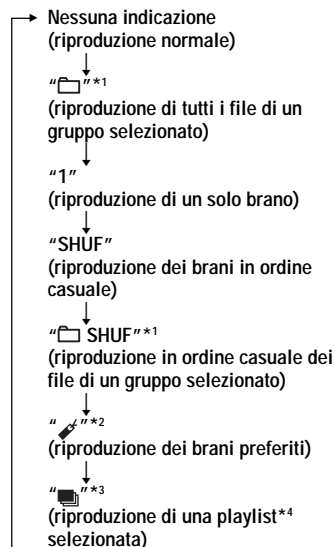 Nessuna indicazione
(riproduzione normale)
“ ”*1
(riproduzione di tutti i file di un
gruppo selezionato)
“1”
(riproduzione di un solo brano)
“SHUF”
(riproduzione dei brani in ordine
casuale)
“ SHUF”*1
(riproduzione in ordine casuale dei
file di un gruppo selezionato)
“ ”*2
(riproduzione dei brani preferiti)
“ ”*3
(riproduzione di una playlist*4
selezionata)